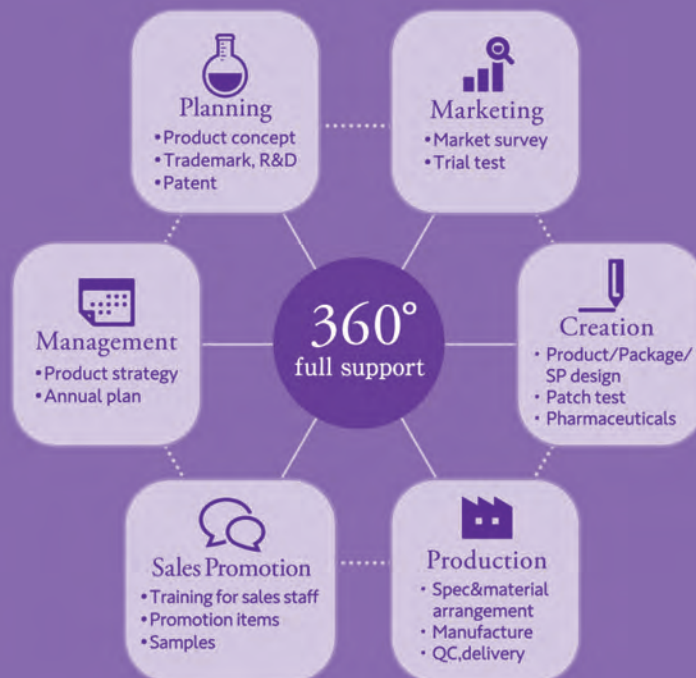 Planning
•Product concept
•Trademark, R&D
•Patent
Marketing
•Market survey
•Trial test
Management
•Product strategy
•Annual plan
360°
full support
Creation
・Product/Package/
SP design
・Patch test
・Pharmaceuticals
Sales Promotion
•Training for sales staff
•Promotion items
•Samples
Production
・Spec&material
arrangement
・Manufacture
・QC,delivery